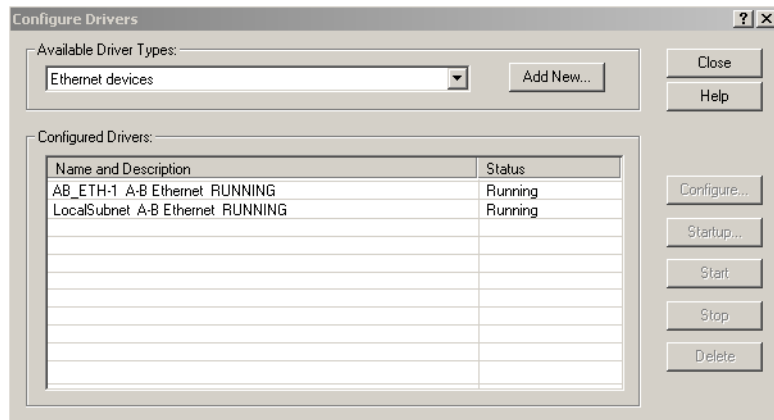 Configure Drivers
Available Driver Types:
Ethernet devices
Add New...
Close
Help
Configured Drivers:
Name and Description Status
AB_ETH-1 A-B Ethernet RUNNING Running
LocalSubnet A-B Ethernet RUNNING Running
Configure...
Startup...
Start
Stop
Delete